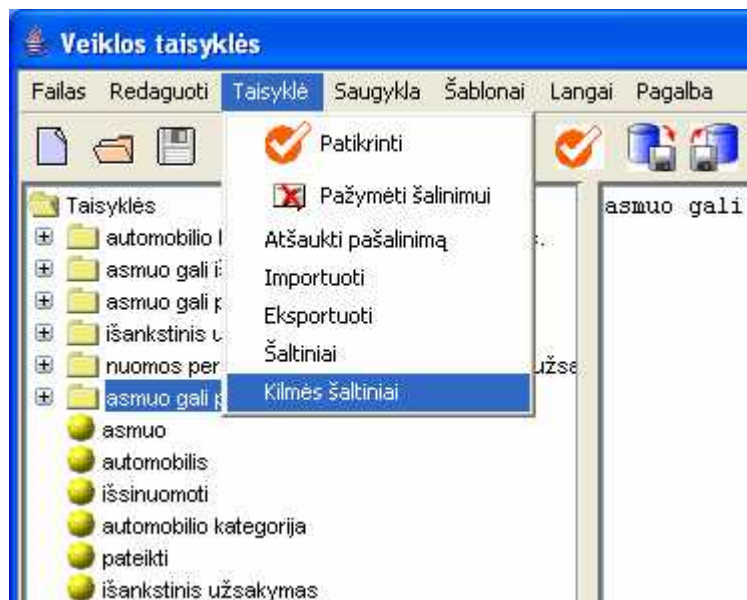 Veiklos taisyklės
Failas Redaguoti Taisyklė Saugykla Šablonai Langai Pagalba
Patikrinti
Pažymėti šalinimui
Atšaukti pašalinimą
Importuoti
Eksportuoti
Šaltiniai
Kilmės šaltiniai
Taisyklės
automobilio
asmuo gali
asmuo gali
išankstinis
nuomos
asmuo gali
asmuo
automobilis
išsinuomoti
automobilio kategorija
pateikti
išankstinis užsakymas
asmuo gali